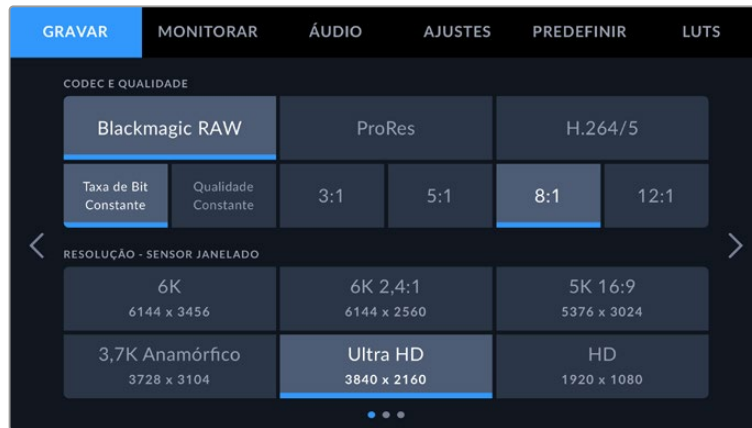 GRAVAR MONITORAR ÁUDIO AJUSTES PREDEFINIR LUTS
CODEC E QUALIDADE
Blackmagic RAW ProRes H.264/5
Taxa de Bit Constante Qualidade Constante 3:1 5:1 8:1 12:1
RESOLUÇÃO - SENSOR JANELADO
6K 6K 2,4:1 5K 16:9
6144 x 3456 6144 x 2560 5376 x 3024
3,7K Anamórfico Ultra HD HD
3728 x 3104 3840 x 2160 1920 x 1080